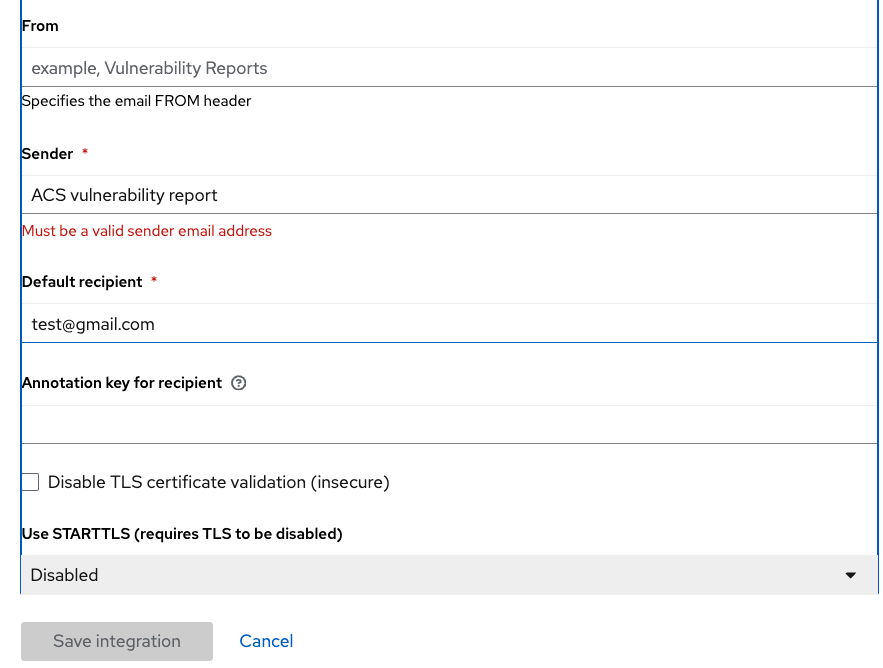 From
example, Vulnerability Reports
Specifies the email FROM header
Sender *
ACS vulnerability report
Must be a valid sender email address
Default recipient *
test@gmail.com
Annotation key for recipient ?
Disable TLS certificate validation (insecure)
Use STARTTLS (requires TLS to be disabled)
Disabled
Save integration Cancel